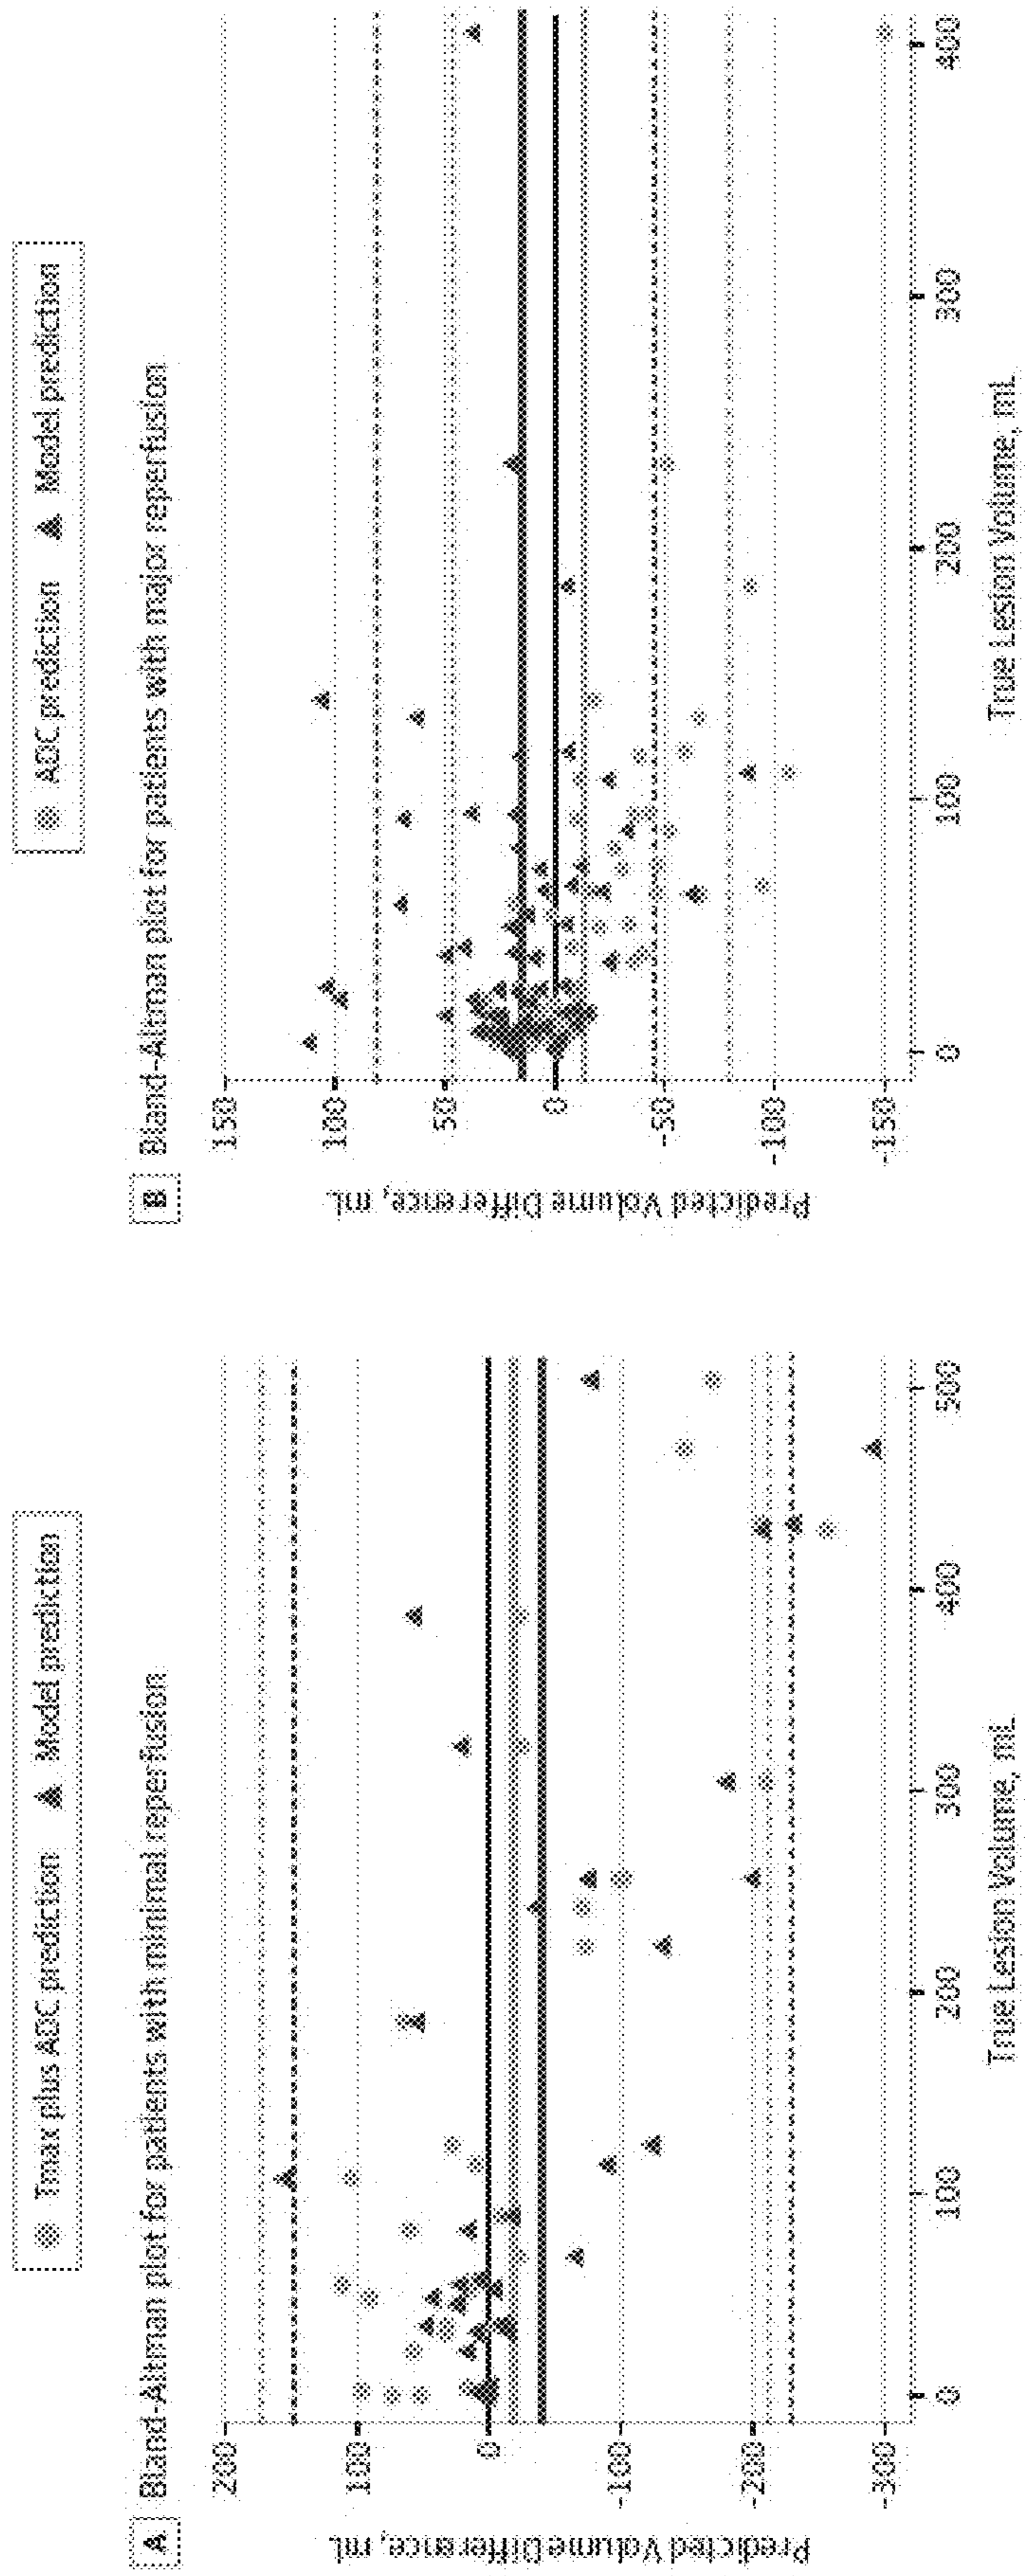 Tmax plus ADC prediction Model prediction
A Bland-Altman plot for patients with minimal reperfusion
Predicted Volume Difference, mL
200
100
0
-100
-200
-300
0 100 200 300 400 500
True Lesion Volume, mL
ADC prediction Model prediction
B Bland-Altman plot for patients with major reperfusion
Predicted Volume Difference, mL
150
100
50
0
-50
-100
-150
0 100 200 300 400
True Lesion Volume, mL